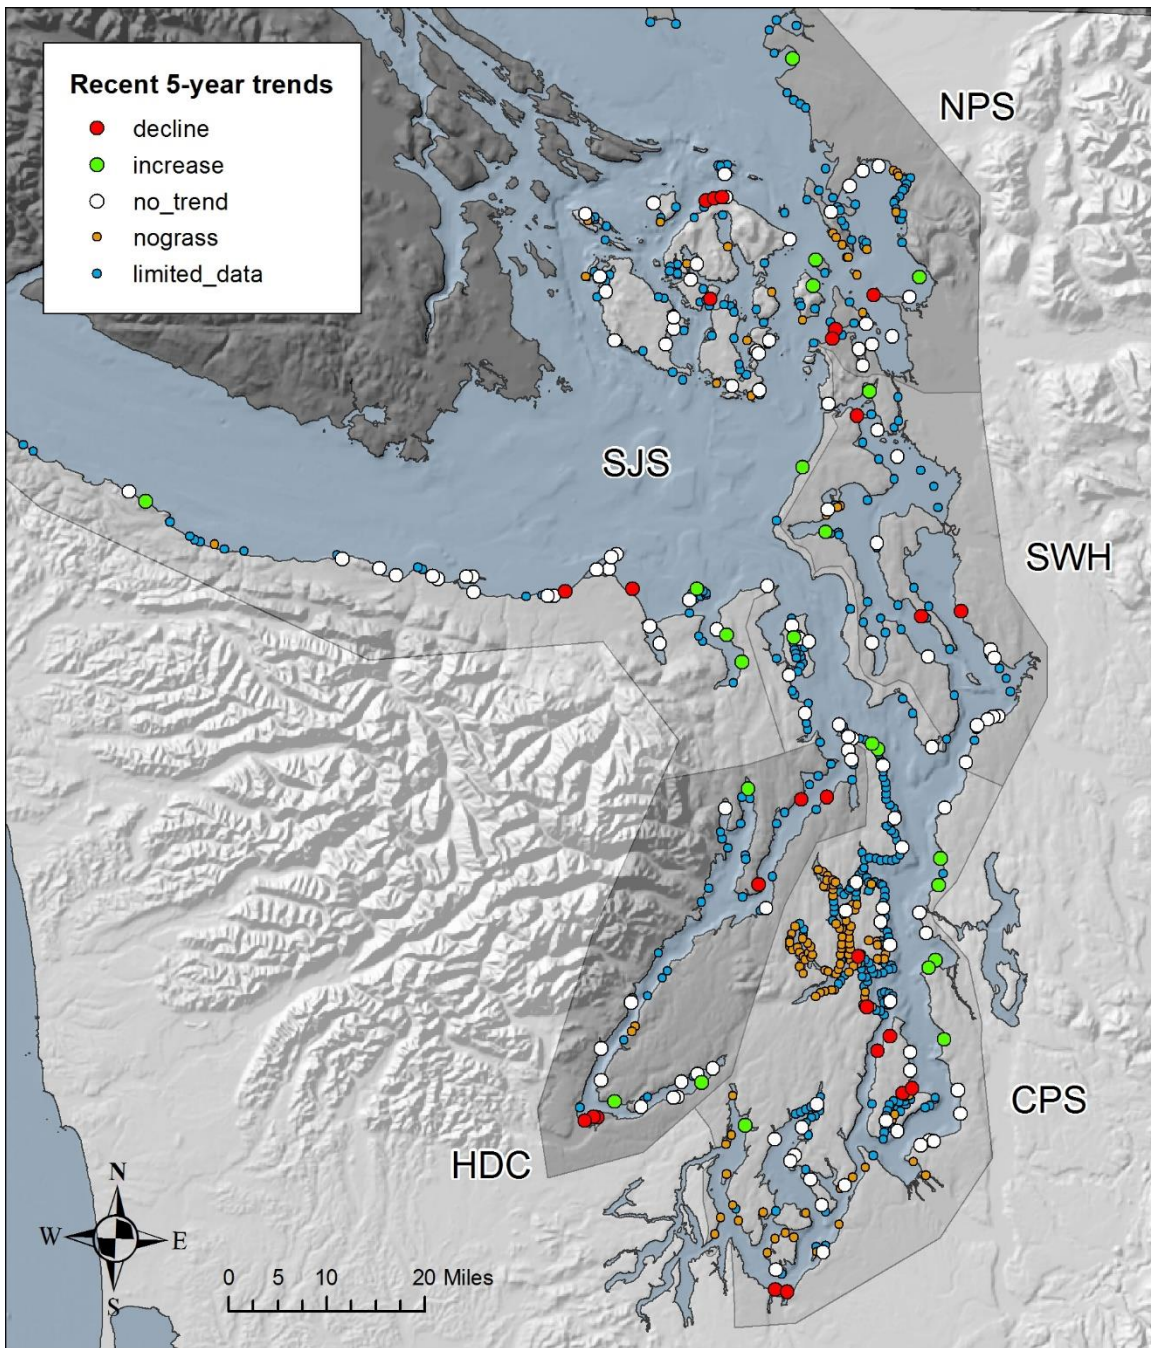 Recent 5-year trends
decline
increase
no_trend
nograss
limited_data
NPS
SJS
SWH
CPS
HDC
N
W E
S
0 5 10 20 Miles